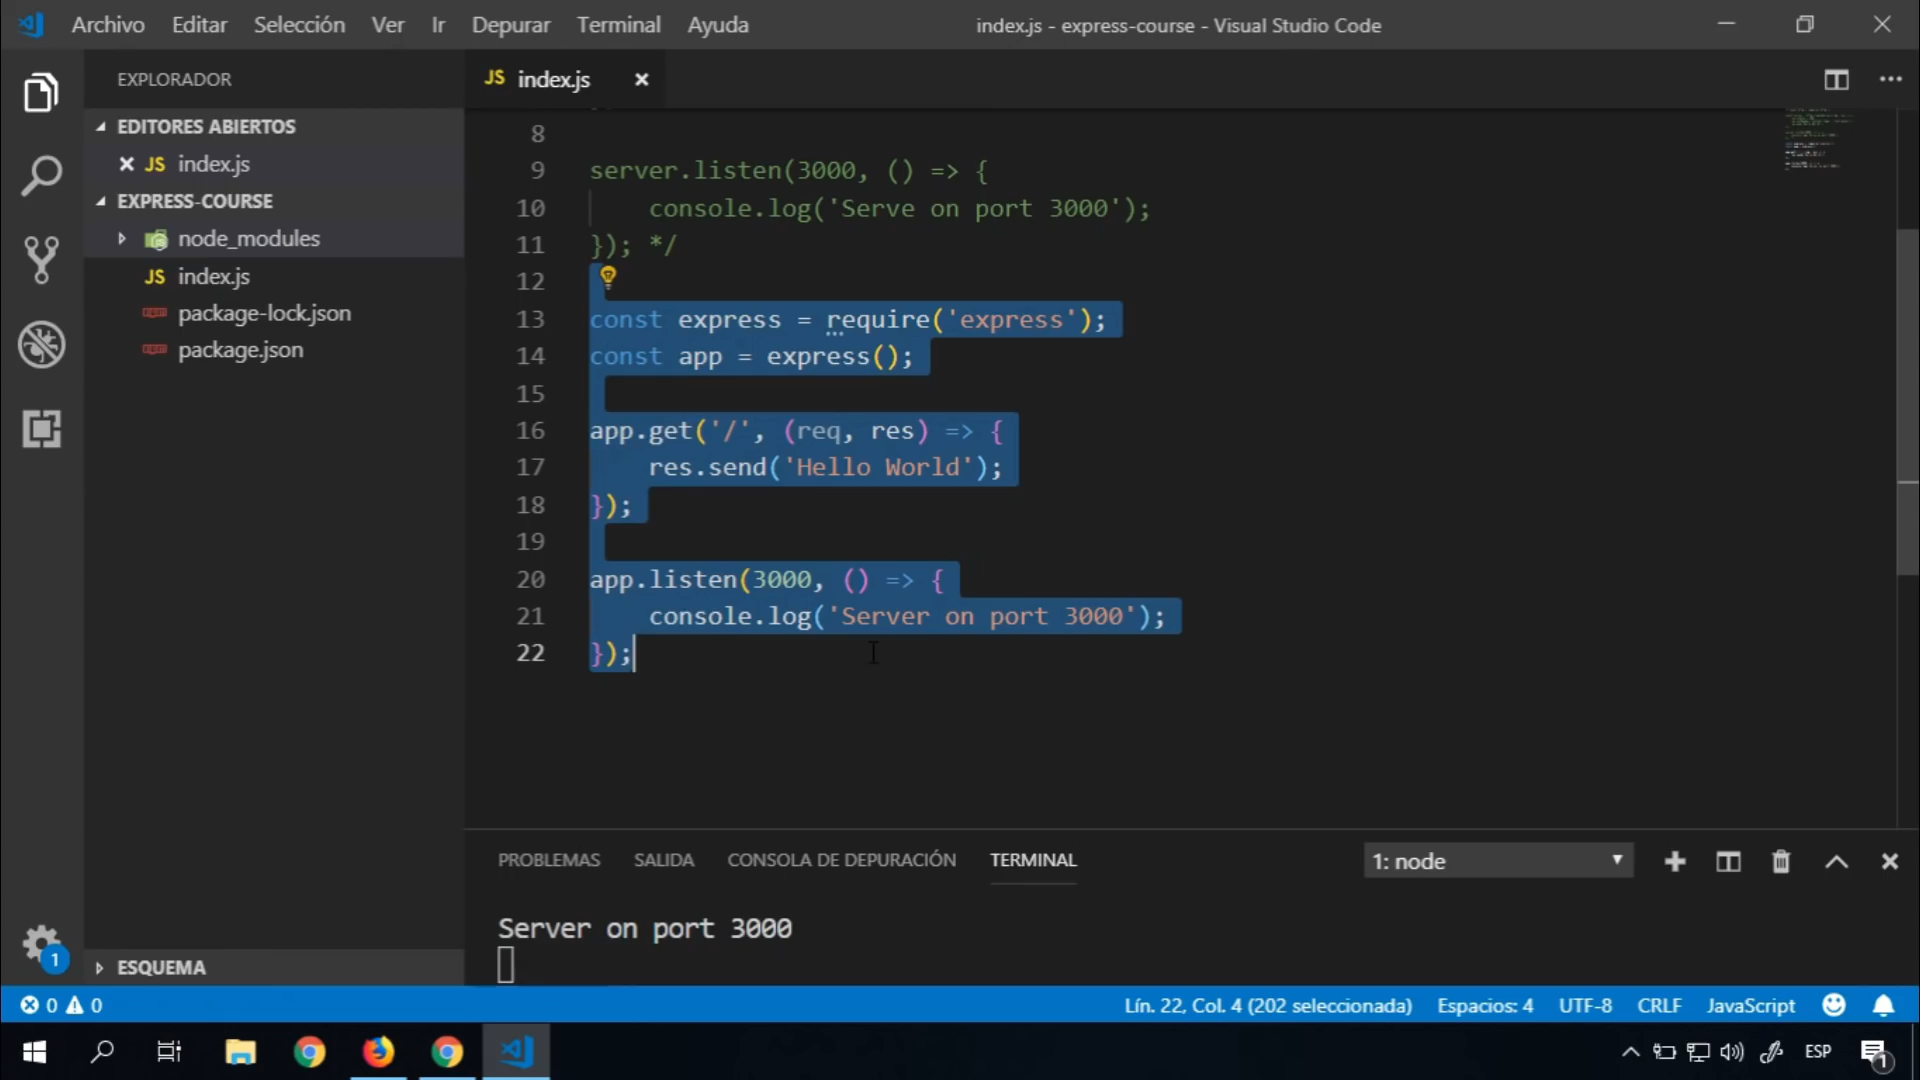 Archivo Editar Selección Ver Ir Depurar Terminal Ayuda
index.js - express-course - Visual Studio Code
EXPLORADOR
JS index.js
EDITORES ABIERTOS
JS index.js
EXPRESS-COURSE
node_modules
JS index.js
package-lock.json
package.json
8
9 server.listen(3000, () => {
10 console.log('Serve on port 3000');
11 }); */
12
13 const express = require('express');
14 const app = express();
15
16 app.get('/', (req, res) => {
17 res.send('Hello World');
18 });
19
20 app.listen(3000, () => {
21 console.log('Server on port 3000');
22 });
PROBLEMAS SALIDA CONSOLA DE DEPURACIÓN TERMINAL
1: node
Server on port 3000
1
ESQUEMA
0 0
Lín. 22, Col. 4 (202 seleccionada) Espacios: 4 UTF-8 CRLF JavaScript
ESP
1